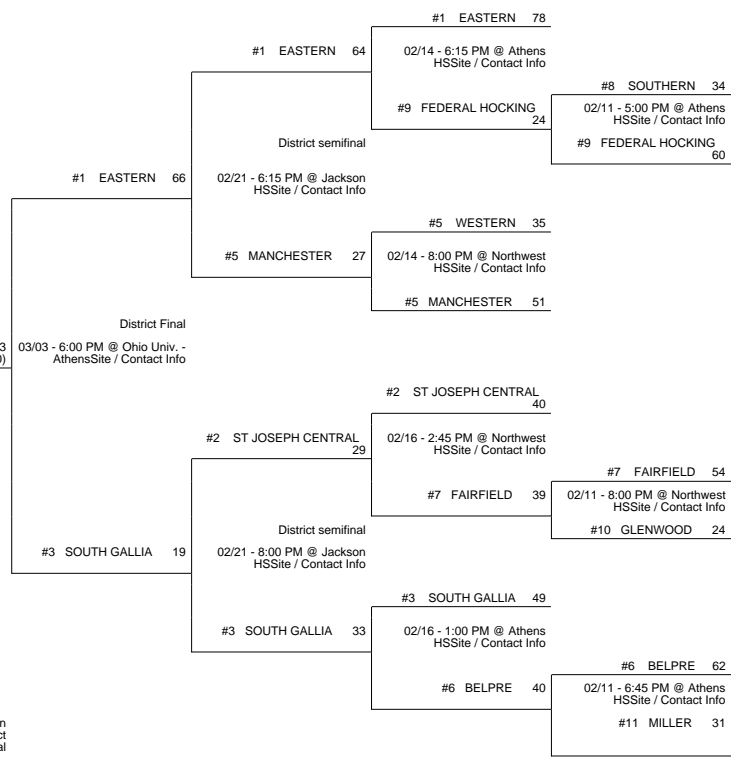 #1 EASTERN 78
#1 EASTERN 64
02/14 - 6:15 PM @ Athens
HSSite / Contact Info
#8 SOUTHERN 34
#9 FEDERAL HOCKING
24
02/11 - 5:00 PM @ Athens
HSSite / Contact Info
District semifinal
#9 FEDERAL HOCKING
60
#1 EASTERN 66
02/21 - 6:15 PM @ Jackson
HSSite / Contact Info
#5 WESTERN 35
#5 MANCHESTER 27
02/14 - 8:00 PM @ Northwest
HSSite / Contact Info
#5 MANCHESTER 51
District Final
3
03/03 - 6:00 PM @ Ohio Univ. -
)
AthensSite / Contact Info
#2 ST JOSEPH CENTRAL
40
#2 ST JOSEPH CENTRAL
29
02/16 - 2:45 PM @ Northwest
HSSite / Contact Info
#7 FAIRFIELD 54
#7 FAIRFIELD 39
02/11 - 8:00 PM @ Northwest
HSSite / Contact Info
District semifinal
#10 GLENWOOD 24
#3 SOUTH GALLIA 19
02/21 - 8:00 PM @ Jackson
HSSite / Contact Info
#3 SOUTH GALLIA 49
#3 SOUTH GALLIA 33
02/16 - 1:00 PM @ Athens
HSSite / Contact Info
#6 BELPRE 62
#6 BELPRE 40
02/11 - 6:45 PM @ Athens
HSSite / Contact Info
#11 MILLER 31
n
ct
al